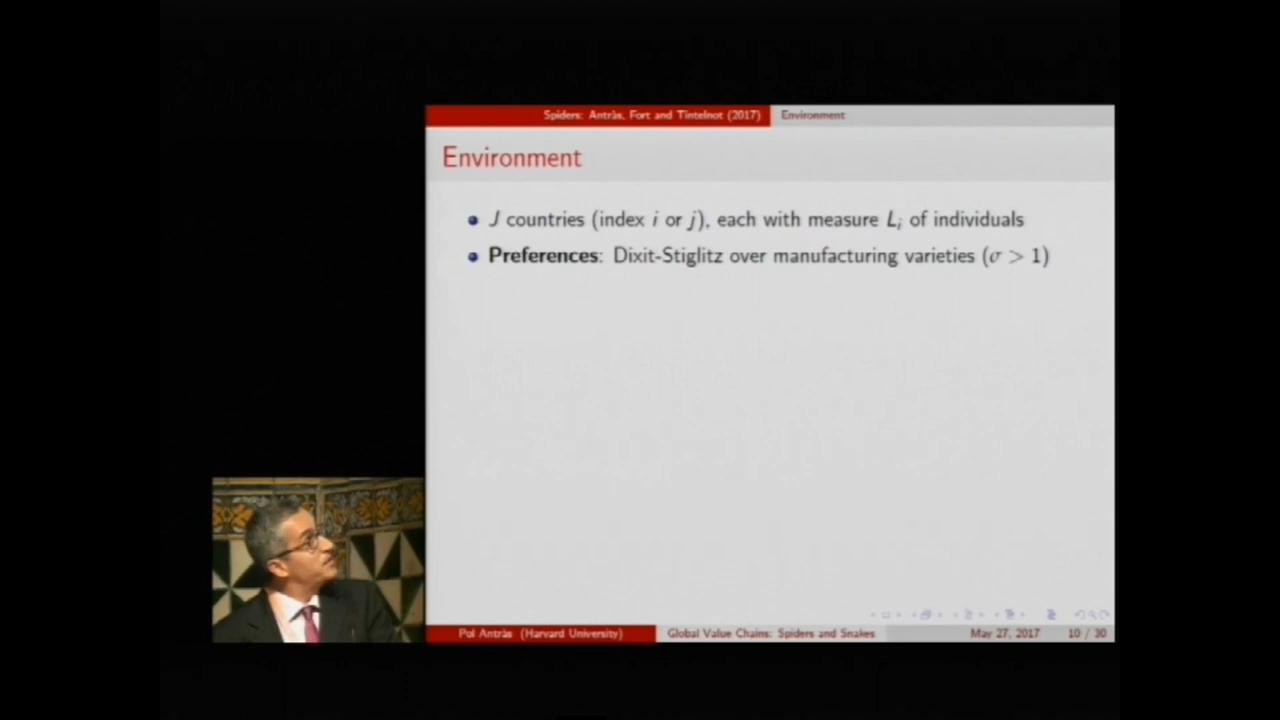 Spiders: Antràs, Fort and Tintelnot (2017) Environment
Environment
J countries (index i or j), each with measure Lᵢ of individuals
Preferences: Dixit-Stiglitz over manufacturing varieties (σ > 1)
Pol Antràs (Harvard University) Global Value Chains: Spiders and Snakes May 27, 2017 10 / 30